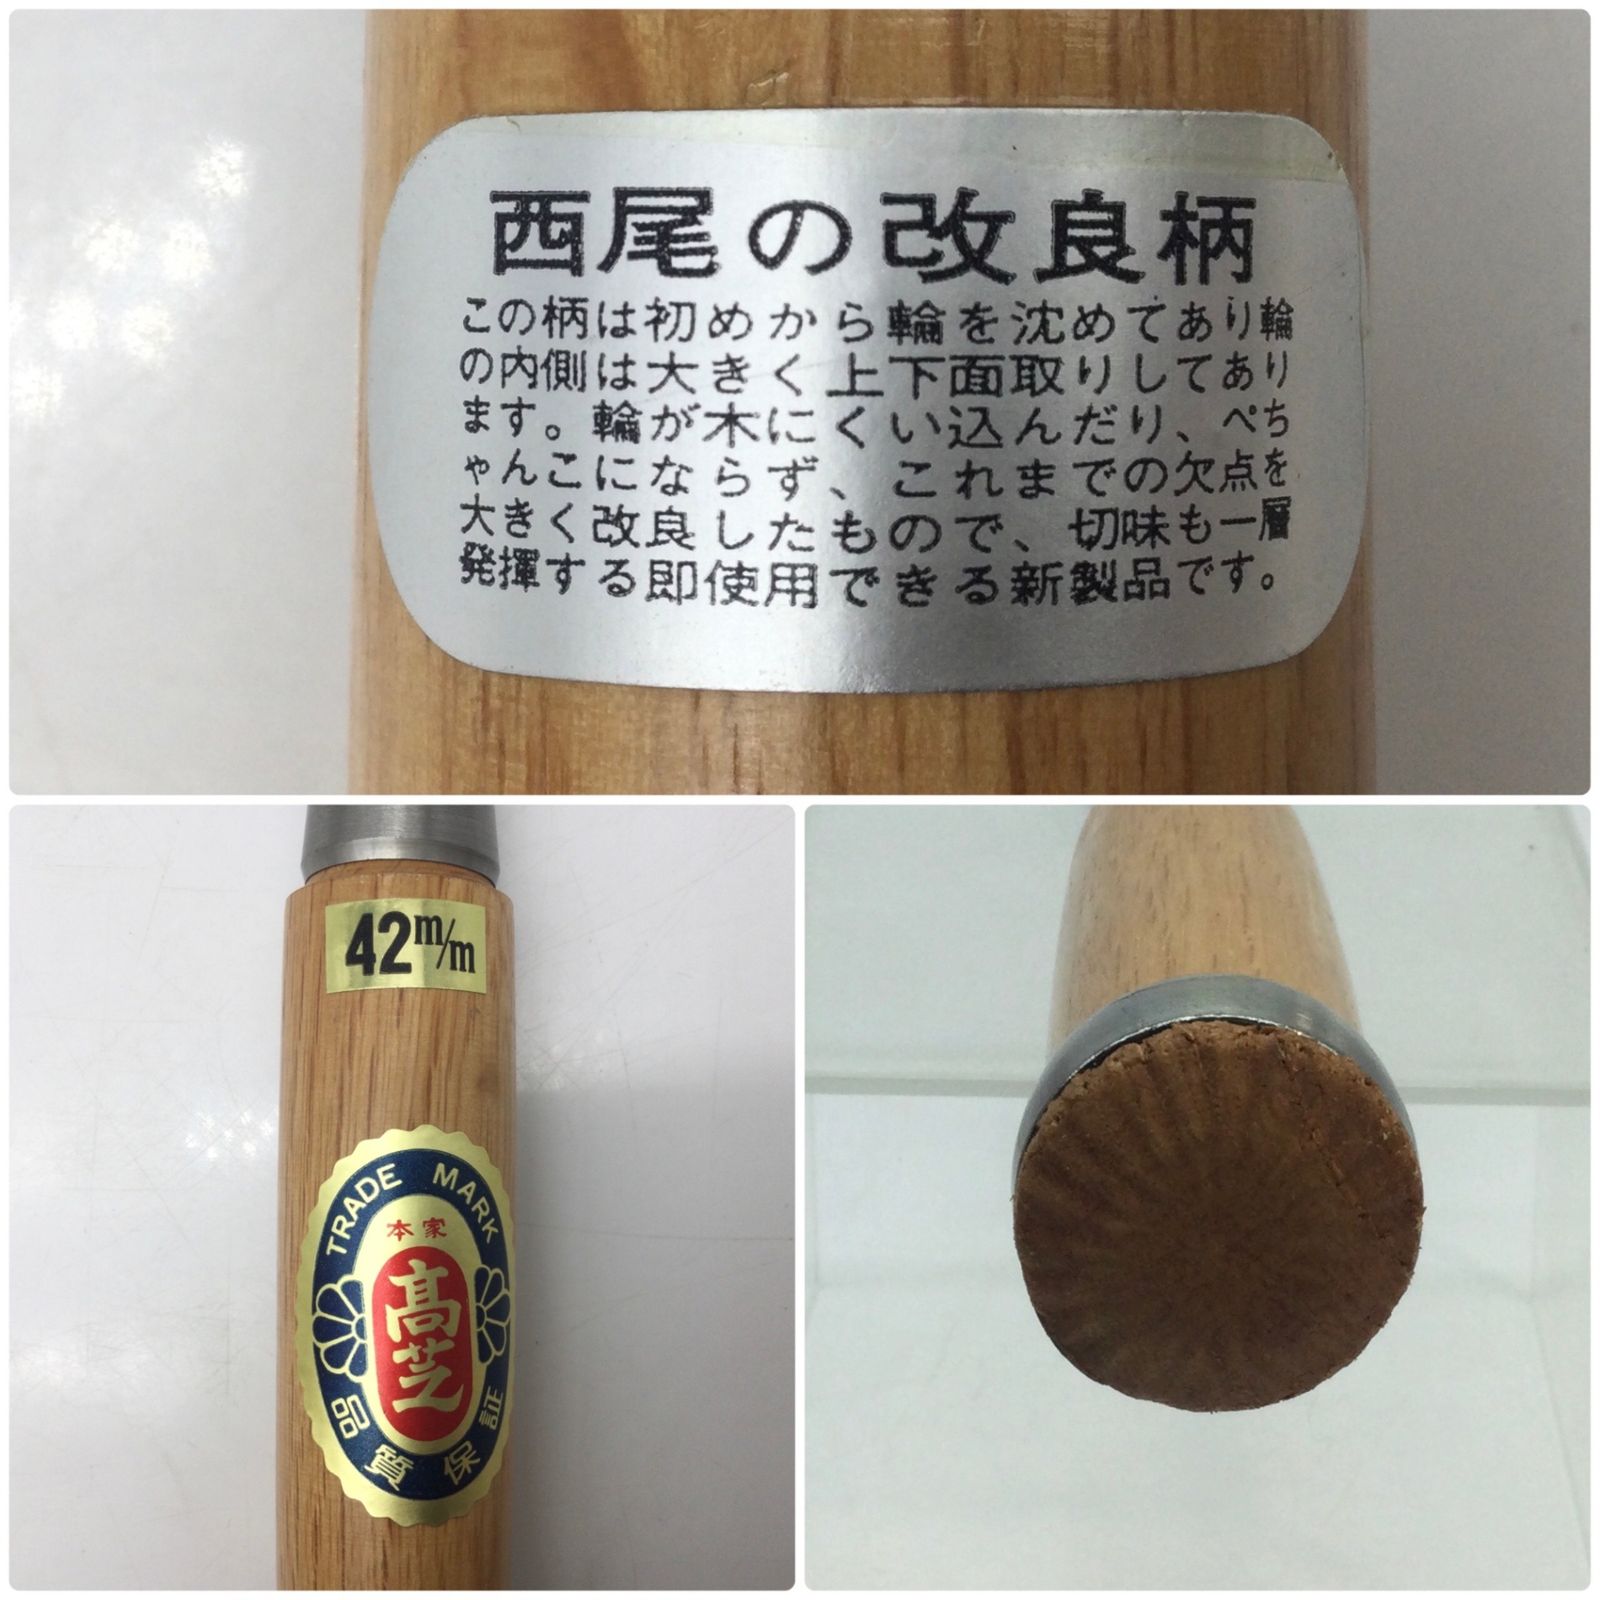 西尾の改良柄
この柄は初めから輪を沈めてあり輪
の内側は大きく上下面取りしてあり
ます。輪が木にくい込んだり、ぺち
ゃんこにならず、これまでの欠点を
大きく改良したもので、切味も一層
発揮する即使用できる新製品です。
42m/m
TRADE MARK
本家
髙芝
品質保証